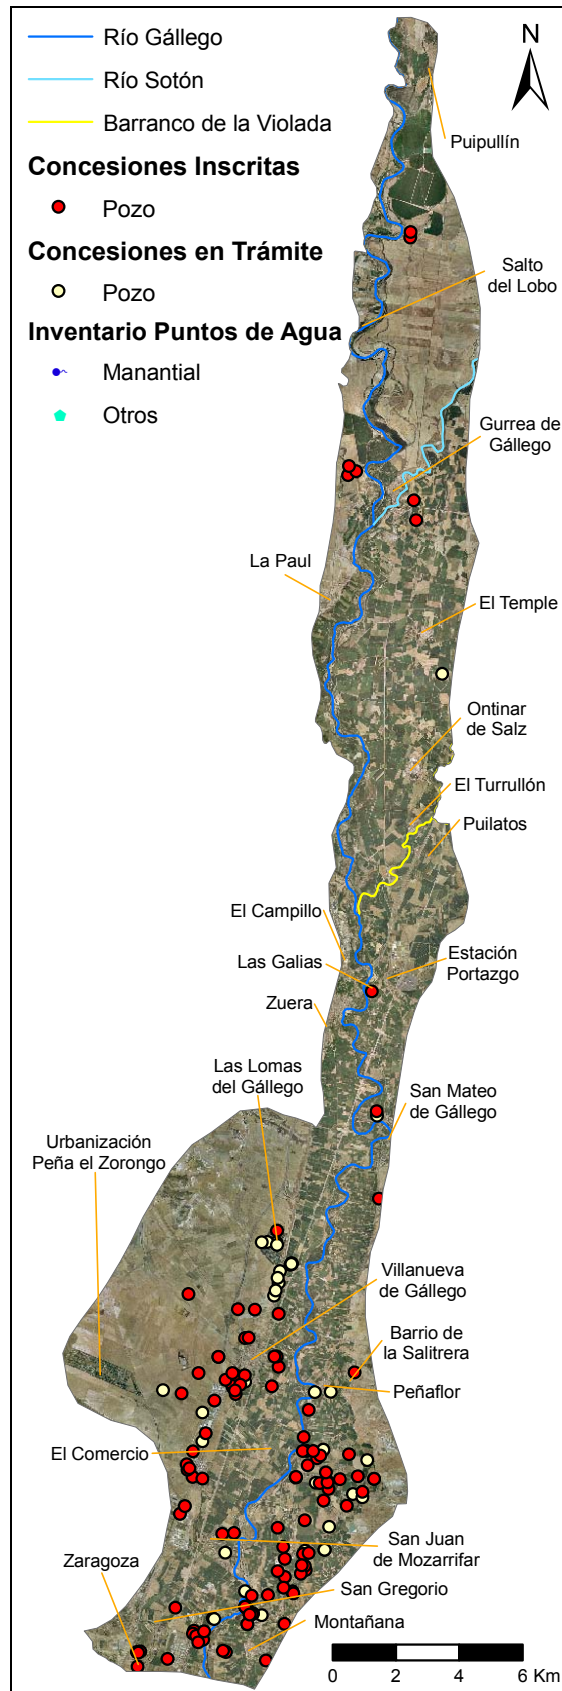 Río Gállego
Río Sotón
Barranco de la Violada
Concesiones Inscritas
Pozo
Concesiones en Trámite
Pozo
Inventario Puntos de Agua
Manantial
Otros
N
Puipullín
Salto
del Lobo
Gurrea de
Gállego
La Paul
El Temple
Ontinar
de Salz
El Turrullón
Puilatos
El Campillo
Las Galias
Estación
Portazgo
Zuera
Las Lomas
del Gállego
San Mateo
de Gállego
Urbanización
Peña el Zorongo
Villanueva
de Gállego
Barrio de
la Salitrera
Peñaflor
El Comercio
San Juan
de Mozarrifar
Zaragoza
San Gregorio
Montañana
0 2 4 6 Km